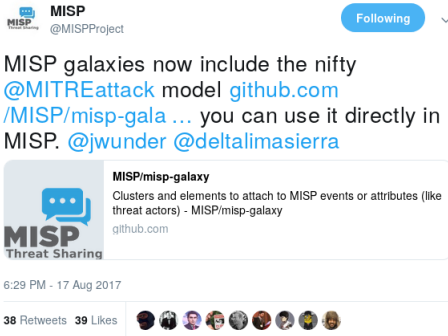 MISP
@MISPProject
Following
MISP
Threat Sharing
MISP galaxies now include the nifty
@MITREattack model github.com
/MISP/misp-gala … you can use it directly in
MISP. @jwunder @deltalimasierra
MISP/misp-galaxy
Clusters and elements to attach to MISP events or attributes (like
threat actors) - MISP/misp-galaxy
github.com
MISP
Threat Sharing
6:29 PM - 17 Aug 2017
38 Retweets 39 Likes